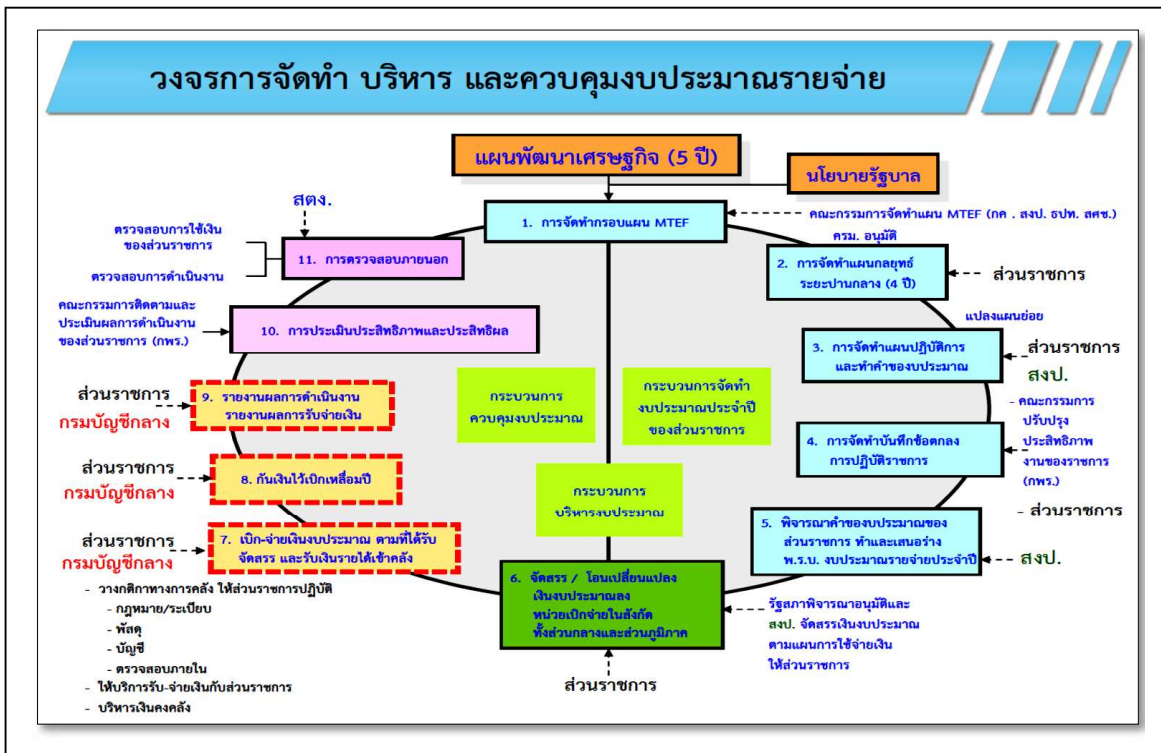 วงจรการจัดทำ บริหาร และควบคุมงบประมาณรายจ่าย
แผนพัฒนาเศรษฐกิจ (5 ปี)
นโยบายรัฐบาล
1. การจัดทำกรอบแผน MTEF
คณะกรรมการจัดทำแผน MTEF (กค . สงป. ธปท. สศช.)
ครม. อนุมัติ
2. การจัดทำแผนกลยุทธ์
ระยะปานกลาง (4 ปี)
ส่วนราชการ
แปลงแผนย่อย
3. การจัดทำแผนปฏิบัติการ
และทำคำของบประมาณ
ส่วนราชการ
สงป.
4. การจัดทำบันทึกข้อตกลง
การปฏิบัติราชการ
- คณะกรรมการ
ปรับปรุง
ประสิทธิภาพ
งานของราชการ
(กพร.)
- ส่วนราชการ
5. พิจารณาคำของบประมาณของ
ส่วนราชการ ทำและเสนอร่าง
พ.ร.บ. งบประมาณรายจ่ายประจำปี
สงป.
6. จัดสรร / โอนเปลี่ยนแปลง
เงินงบประมาณลง
หน่วยเบิกจ่ายในสังกัด
ทั้งส่วนกลางและส่วนภูมิภาค
รัฐสภาพิจารณาอนุมัติและ
สงป. จัดสรรเงินงบประมาณ
ตามแผนการใช้จ่ายเงิน
ให้ส่วนราชการ
ส่วนราชการ
7. เบิก-จ่ายเงินงบประมาณ ตามที่ได้รับ
จัดสรร และรับเงินรายได้เข้าคลัง
ส่วนราชการ
กรมบัญชีกลาง
- วางกติกาทางการคลัง ให้ส่วนราชการปฏิบัติ
- กฎหมาย/ระเบียบ
- พัสดุ
- บัญชี
- ตรวจสอบภายใน
- ให้บริการรับ-จ่ายเงินกับส่วนราชการ
- บริหารเงินคงคลัง
8. กันเงินไว้เบิกเหลื่อมปี
ส่วนราชการ
กรมบัญชีกลาง
9. รายงานผลการดำเนินงาน
รายงานผลการรับจ่ายเงิน
ส่วนราชการ
กรมบัญชีกลาง
10. การประเมินประสิทธิภาพและประสิทธิผล
คณะกรรมการติดตามและ
ประเมินผลการดำเนินงาน
ของส่วนราชการ (กพร.)
11. การตรวจสอบภายนอก
สตง.
ตรวจสอบการใช้เงิน
ของส่วนราชการ
ตรวจสอบการดำเนินงาน
กระบวนการ
ควบคุมงบประมาณ
กระบวนการจัดทำ
งบประมาณประจำปี
ของส่วนราชการ
กระบวนการ
บริหารงบประมาณ